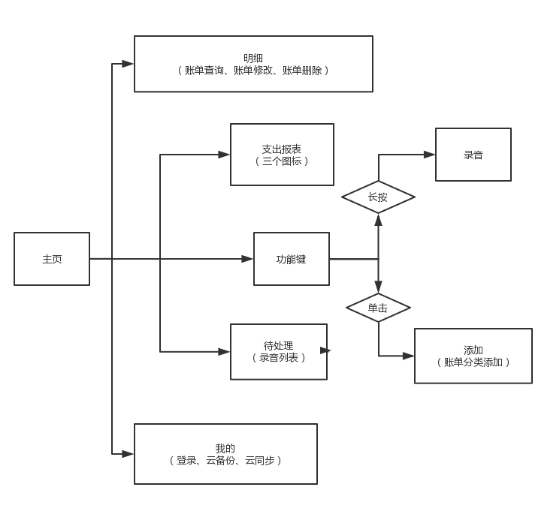 明细
（账单查询、账单修改、账单删除）
支出报表
（三个图标）
录音
长按
主页
功能键
单击
待处理
（录音列表）
添加
（账单分类添加）
我的
（登录、云备份、云同步）